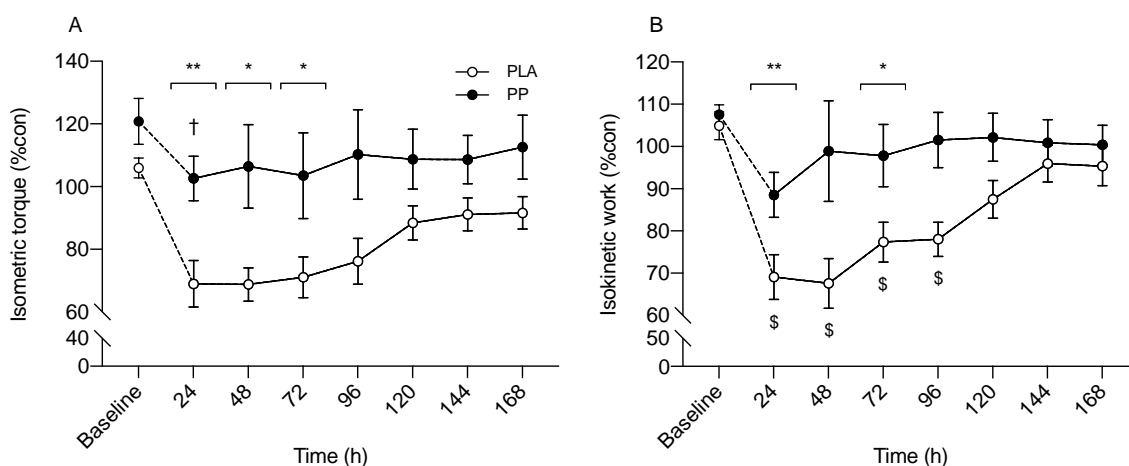 A
140
120
100
80
60
40
0
Isometric torque (%con)
** * *
†
PLA
PP
Baseline 24 48 72 96 120 144 168
Time (h)
B
120
110
100
90
80
70
60
50
0
Isokinetic work (%con)
** *
$ $ $ $
Baseline 24 48 72 96 120 144 168
Time (h)